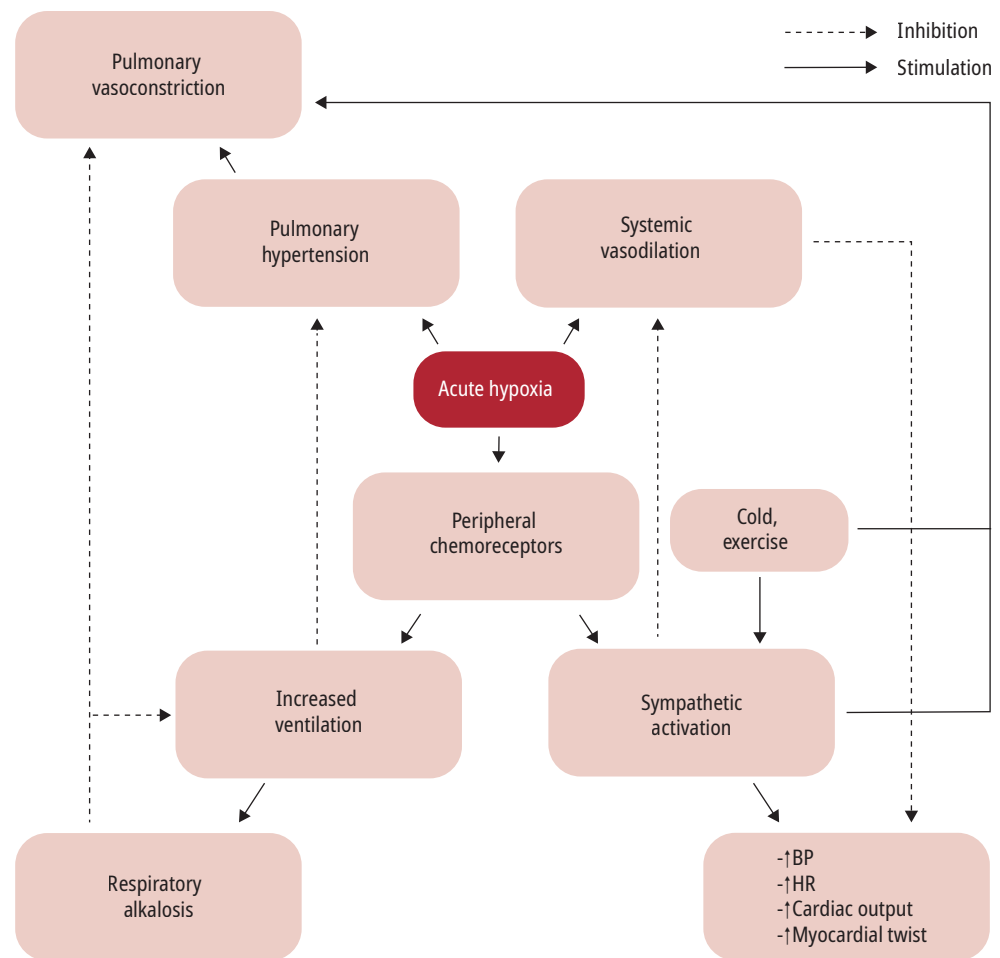 Inhibition
Stimulation
Pulmonary
vasoconstriction
Pulmonary
hypertension
Systemic
vasodilation
Acute hypoxia
Peripheral
chemoreceptors
Cold,
exercise
Increased
ventilation
Sympathetic
activation
Respiratory
alkalosis
-↑BP
-↑HR
-↑Cardiac output
-↑Myocardial twist